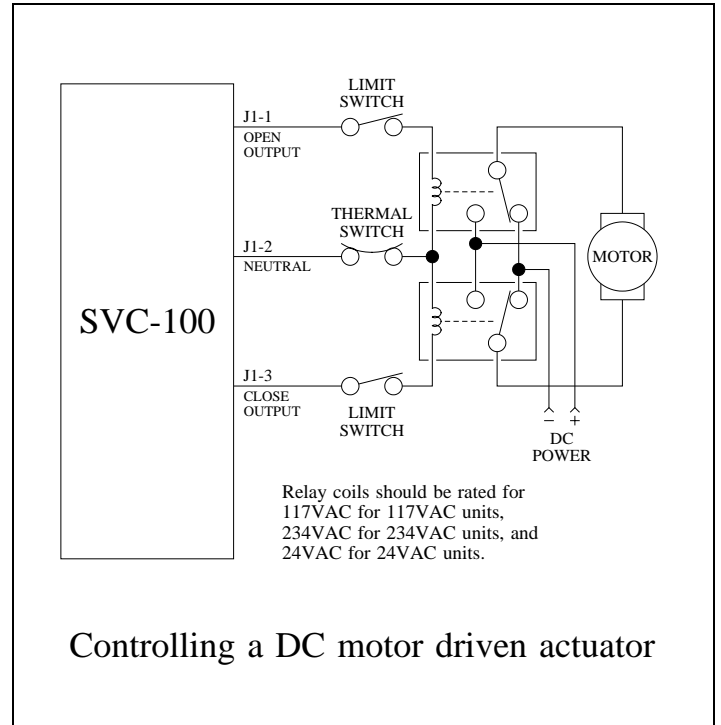 LIMIT
SWITCH
J1-1
OPEN
OUTPUT
THERMAL
SWITCH
J1-2
NEUTRAL
MOTOR
SVC-100
J1-3
CLOSE
OUTPUT
LIMIT
SWITCH
− +
DC
POWER
Relay coils should be rated for
117VAC for 117VAC units,
234VAC for 234VAC units, and
24VAC for 24VAC units.
Controlling a DC motor driven actuator